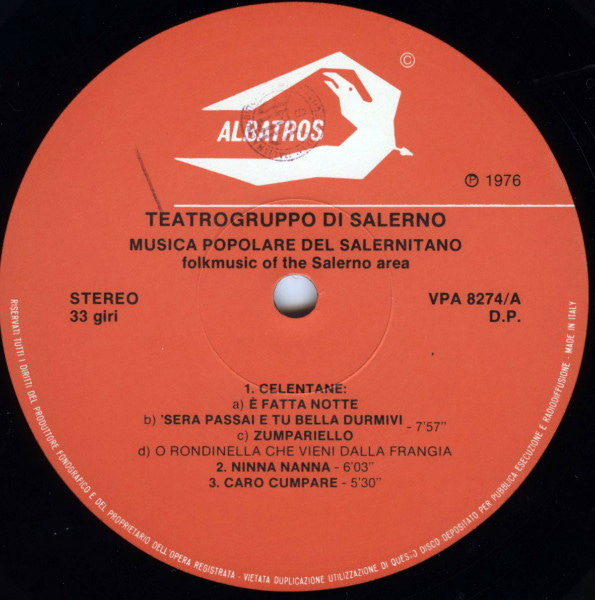 ©
ALBATROS
℗ 1976
TEATROGRUPPO DI SALERNO
MUSICA POPOLARE DEL SALERNITANO
folkmusic of the Salerno area
STEREO
33 giri
VPA 8274/A
D.P.
1. CELENTANE:
a) È FATTA NOTTE
b) 'SERA PASSAI E TU BELLA DURMIVI - 7'57"
c) ZUMPARIELLO
d) O RONDINELLA CHE VIENI DALLA FRANGIA
2. NINNA NANNA - 6'03"
3. CARO CUMPARE - 5'30"
RISERVATI TUTTI I DIRITTI DEL PRODUTTORE FONOGRAFICO E DEL PROPRIETARIO DELL'OPERA REGISTRATA - VIETATA DUPLICAZIONE UTILIZZAZIONE DI QUES.O DISCO DEPOSITATO PER PUBBLICA ESECUZIONE E RADIODIFFUSIONE - MADE IN ITALY